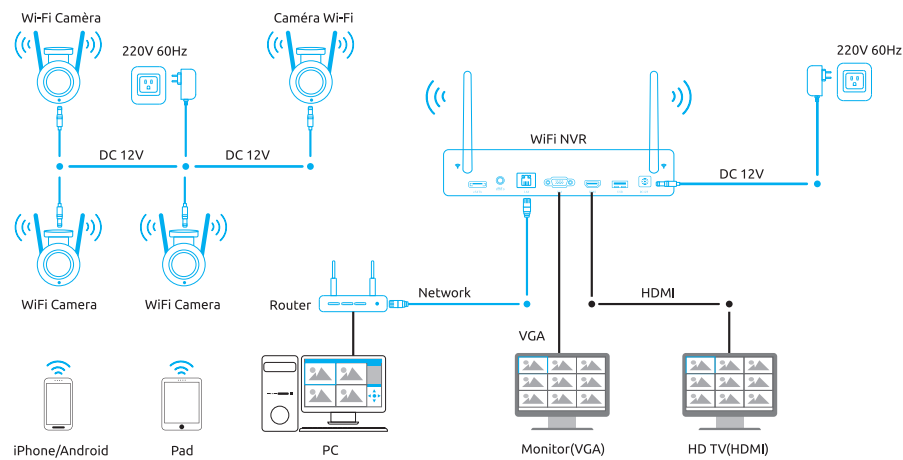 Wi-Fi Camèra
Caméra Wi-Fi
220V 60Hz
220V 60Hz
WiFi NVR
DC 12V
DC 12V
DC 12V
WiFi Camera
WiFi Camera
Router
Network
HDMI
VGA
iPhone/Android
Pad
PC
Monitor(VGA)
HD TV(HDMI)